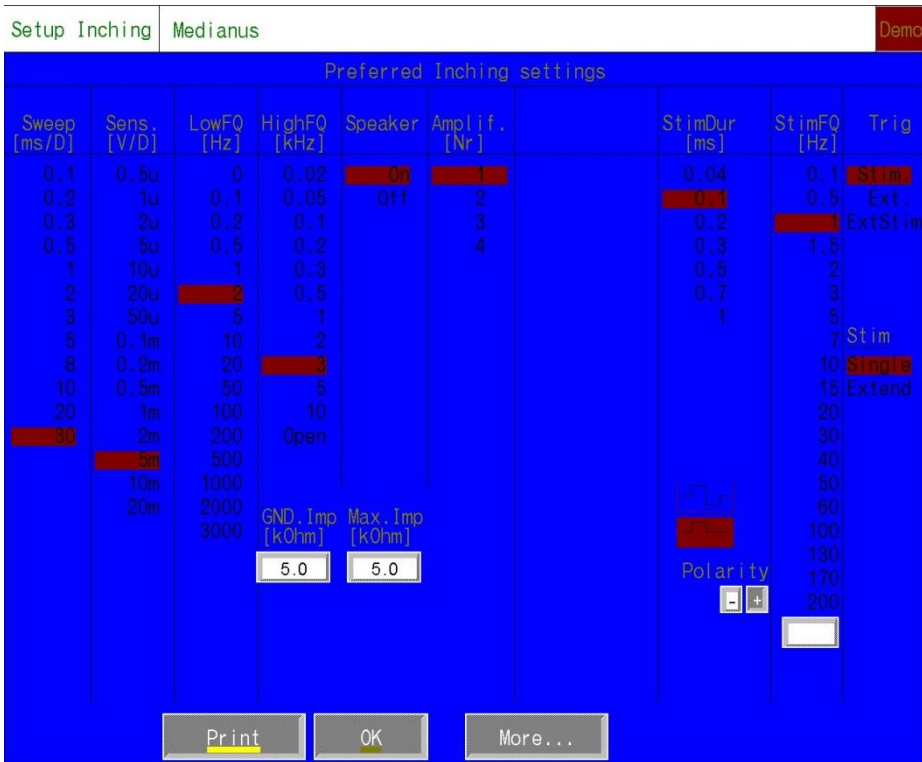 Setup Inching Medianus Demo
Preferred Inching settings
Sweep Sens. LowFQ HighFQ Speaker Amplif. StimDur StimFQ Trig
[ms/D] [V/D] [Hz] [kHz] [Nr] [ms] [Hz]
0.1 0.5u 0 0.02 On 1 0.04 0.1 Stim.
0.2 1u 0.1 0.05 Off 2 0.1 0.5 Ext.
0.3 2u 0.2 0.1 3 0.2 1 ExtStim
0.5 5u 0.5 0.2 4 0.3 1.5
1 10u 1 0.3 0.5 2
2 20u 2 0.5 0.7 3
3 50u 5 1 1 5
5 0.1m 10 2 7 Stim
8 0.2m 20 3 10 Single
10 0.5m 50 5 15 Extend
20 1m 100 10 20
30 2m 200 Open 30
5m 500 40
10m 1000 50
20m 2000 60
GND.Imp Max.Imp
3000 [kOhm] [kOhm] 100
130
5.0 5.0 Polarity 170
- + 200
Print OK More...